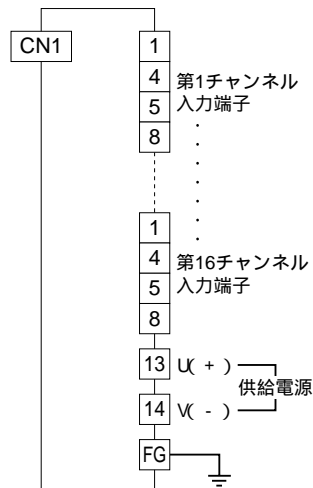 CN1
1
4
5
8
第1チャンネル
入力端子
1
4
5
8
第16チャンネル
入力端子
13 U( + )
供給電源
14 V( - )
FG